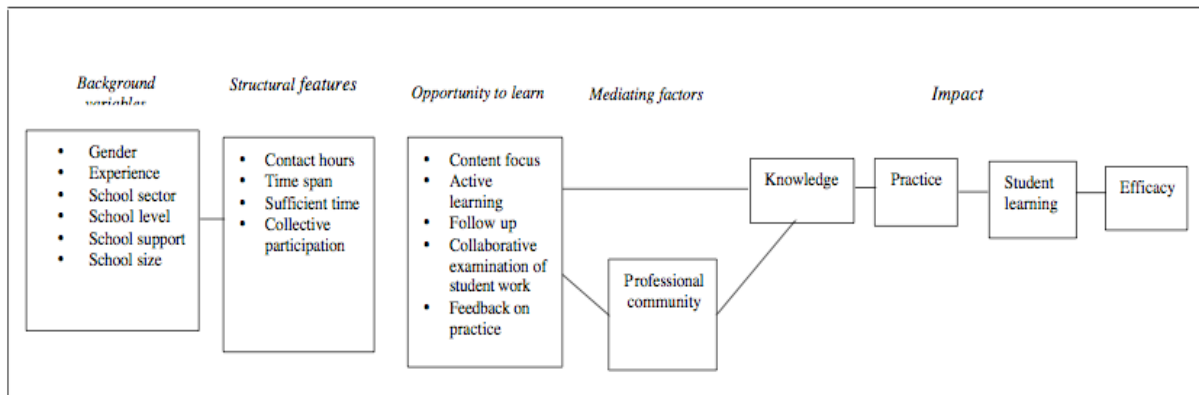 Background
variables
Structural features
Opportunity to learn
Mediating factors
Impact
• Gender
• Experience
• School sector
• School level
• School support
• School size
• Contact hours
• Time span
• Sufficient time
• Collective
participation
• Content focus
• Active
learning
• Follow up
• Collaborative
examination of
student work
• Feedback on
practice
Professional
community
Knowledge
Practice
Student
learning
Efficacy